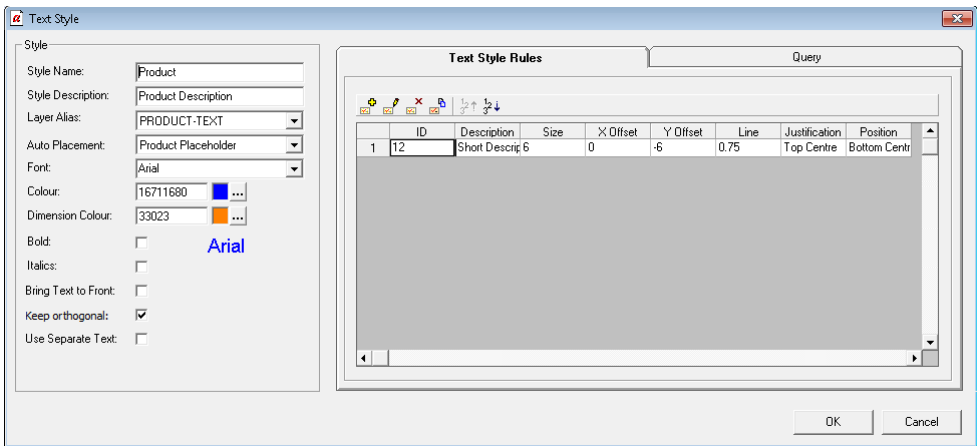 Text Style
Style
Style Name: Product
Style Description: Product Description
Layer Alias: PRODUCT-TEXT
Auto Placement: Product Placeholder
Font: Arial
Colour: 16711680 ...
Dimension Colour: 33023 ...
Bold:
Arial
Italics:
Bring Text to Front:
Keep orthogonal:
Use Separate Text:
Text Style Rules Query
ID Description Size X Offset Y Offset Line Justification Position
1 12 Short Descrip 6 0 -6 0.75 Top Centre Bottom Centr
OK Cancel